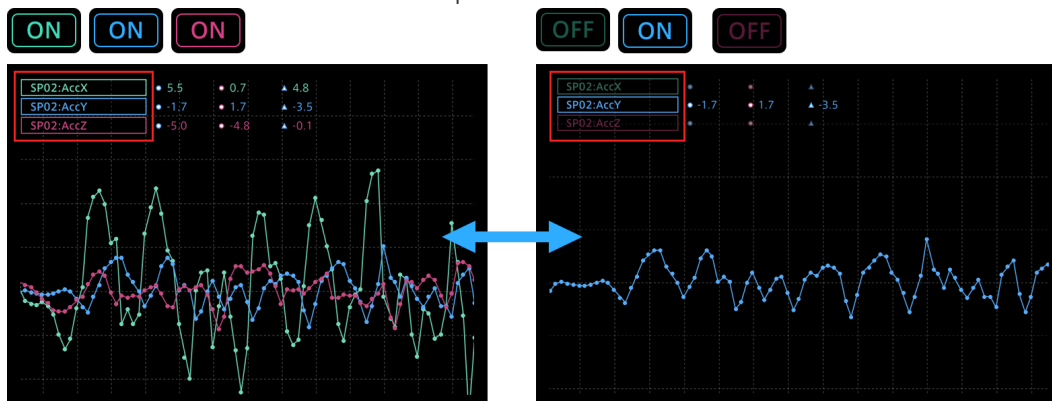 ON ON ON
OFF ON OFF
SP02:AccX 5.5 0.7 4.8
SP02:AccY -1.7 1.7 -3.5
SP02:AccZ -5.0 -4.8 -0.1
SP02:AccX
SP02:AccY -1.7 1.7 -3.5
SP02:AccZ